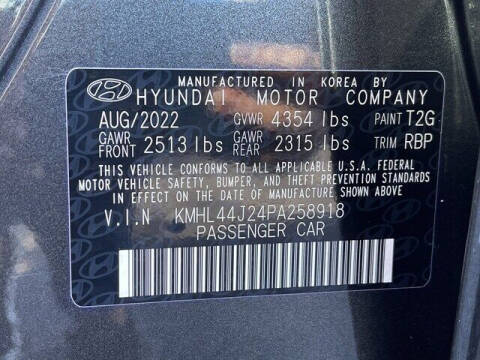 MANUFACTURED IN KOREA BY
HYUNDAI MOTOR COMPANY
AUG/2022 GVWR 4354 lbs PAINT T2G
GAWR FRONT 2513 lbs GAWR REAR 2315 lbs TRIM RBP
THIS VEHICLE CONFORMS TO ALL APPLICABLE U.S.A. FEDERAL
MOTOR VEHICLE SAFETY, BUMPER, AND THEFT PREVENTION STANDARDS
IN EFFECT ON THE DATE OF MANUFACTURE SHOWN ABOVE.
V.I.N KMHL44J24PA258918
PASSENGER CAR